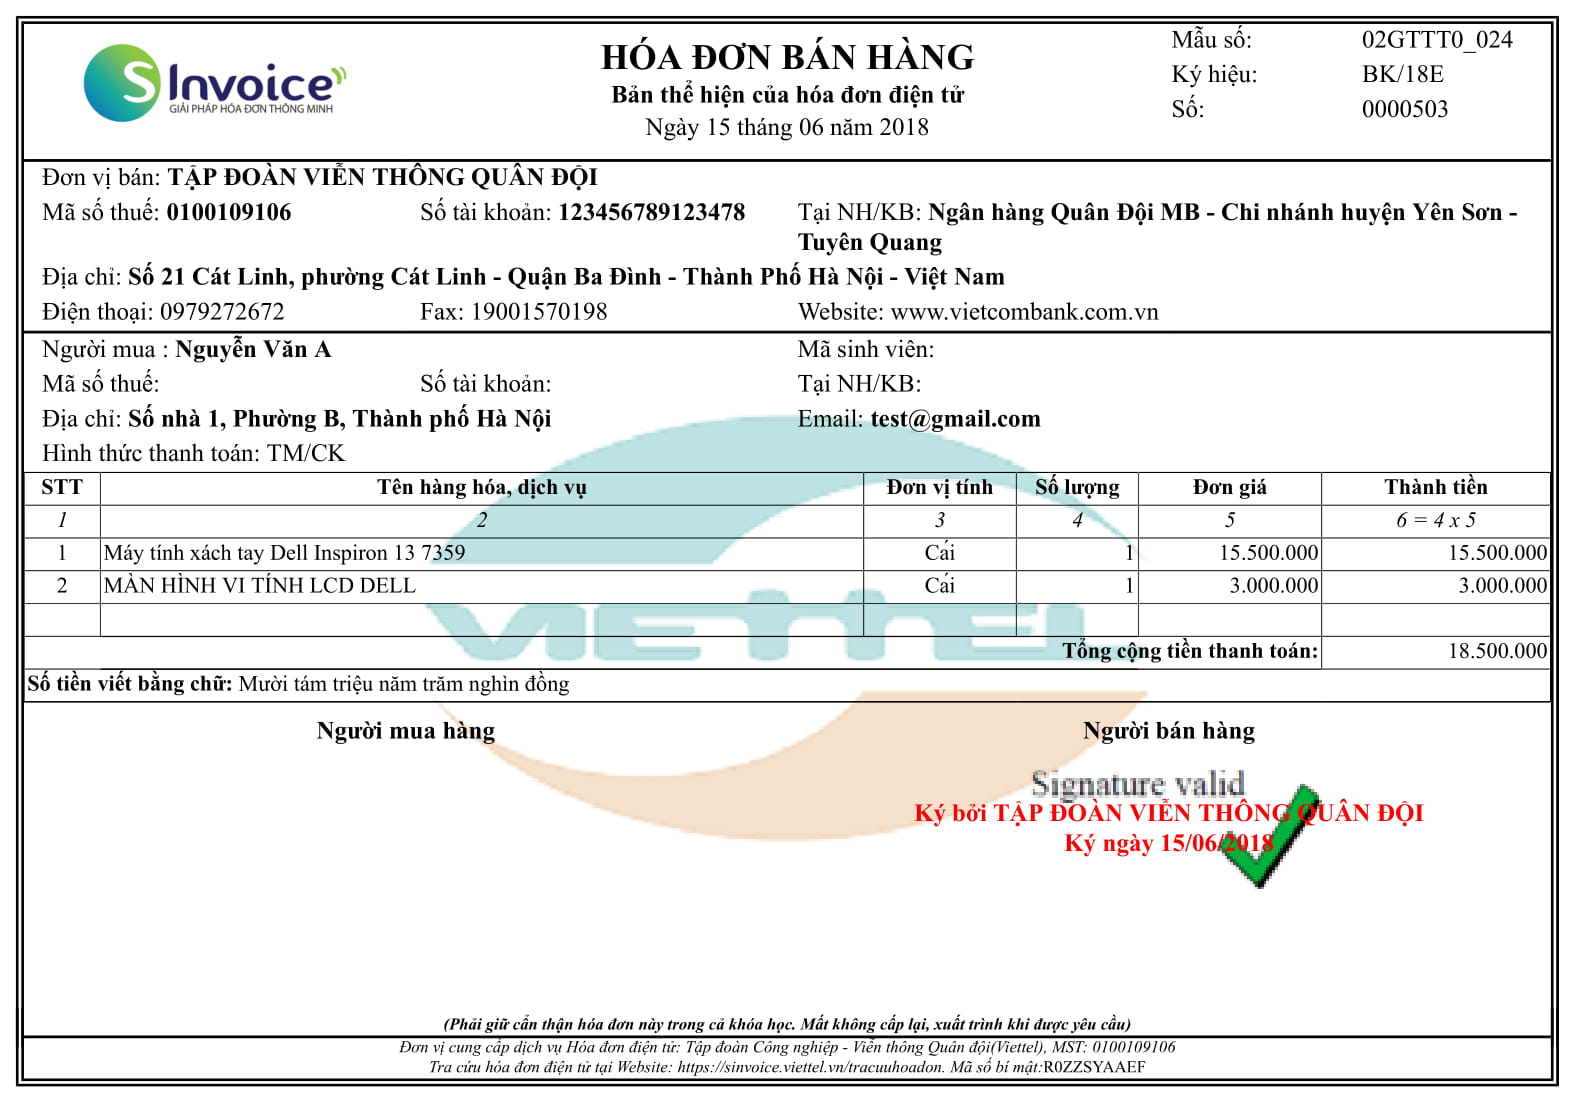 S Invoice
GIẢI PHÁP HÓA ĐƠN THÔNG MINH
HÓA ĐƠN BÁN HÀNG
Bản thể hiện của hóa đơn điện tử
Ngày 15 tháng 06 năm 2018
Mẫu số: 02GTTT0_024
Ký hiệu: BK/18E
Số: 0000503
Đơn vị bán: TẬP ĐOÀN VIỄN THÔNG QUÂN ĐỘI
Mã số thuế: 0100109106 Số tài khoản: 123456789123478 Tại NH/KB: Ngân hàng Quân Đội MB - Chi nhánh huyện Yên Sơn -
Tuyên Quang
Địa chỉ: Số 21 Cát Linh, phường Cát Linh - Quận Ba Đình - Thành Phố Hà Nội - Việt Nam
Điện thoại: 0979272672 Fax: 19001570198 Website: www.vietcombank.com.vn
Người mua : Nguyễn Văn A Mã sinh viên:
Mã số thuế: Số tài khoản: Tại NH/KB:
Địa chỉ: Số nhà 1, Phường B, Thành phố Hà Nội Email: test@gmail.com
Hình thức thanh toán: TM/CK
STT Tên hàng hóa, dịch vụ Đơn vị tính Số lượng Đơn giá Thành tiền
1 2 3 4 5 6 = 4 x 5
1 Máy tính xách tay Dell Inspiron 13 7359 Cái 1 15.500.000 15.500.000
2 MÀN HÌNH VI TÍNH LCD DELL Cái 1 3.000.000 3.000.000
VIETTEL
Tổng cộng tiền thanh toán: 18.500.000
Số tiền viết bằng chữ: Mười tám triệu năm trăm nghìn đồng
Người mua hàng Người bán hàng
Signature valid
Ký bởi TẬP ĐOÀN VIỄN THÔNG QUÂN ĐỘI
Ký ngày 15/06/2018
(Phải giữ cẩn thận hóa đơn này trong cả khóa học. Mất không cấp lại, xuất trình khi được yêu cầu)
Đơn vị cung cấp dịch vụ Hóa đơn điện tử: Tập đoàn Công nghiệp - Viễn thông Quân đội(Viettel), MST: 0100109106
Tra cứu hóa đơn điện tử tại Website: https://sinvoice.viettel.vn/tracuuhoadon. Mã số bí mật:R0ZZSYAAEF